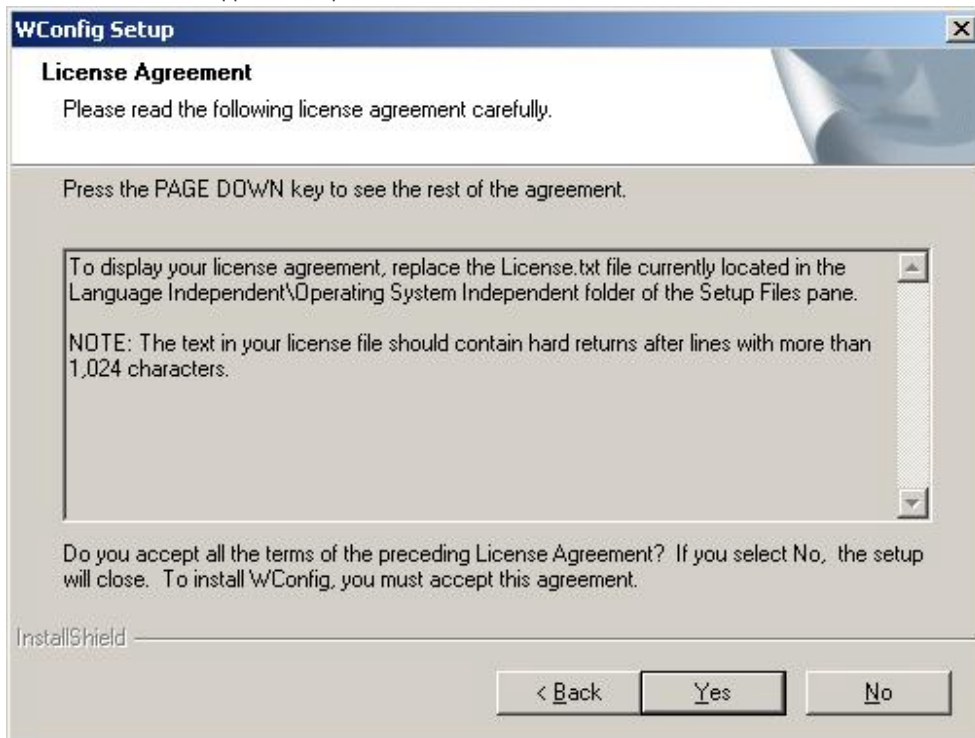 WConfig Setup
License Agreement
Please read the following license agreement carefully.
Press the PAGE DOWN key to see the rest of the agreement.
To display your license agreement, replace the License.txt file currently located in the
Language Independent\Operating System Independent folder of the Setup Files pane.
NOTE: The text in your license file should contain hard returns after lines with more than
1,024 characters.
Do you accept all the terms of the preceding License Agreement?  If you select No,  the setup
will close.  To install WConfig, you must accept this agreement.
InstallShield
< Back
Yes
No